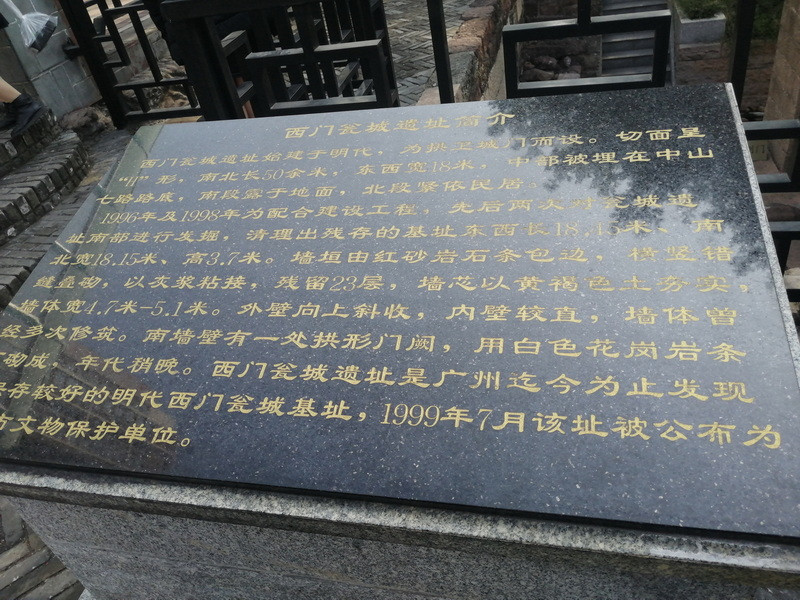 西门瓮城遗址简介
西门瓮城遗址始建于明代，为拱卫城门而设。切面呈
形，南北长50余米，东西宽18米，中部被埋在中山
七路路底，南段露于地面，北段紧依民居。
1996年及1998年为配合建设工程，先后两次对瓮城遗
址南部进行发掘，清理出残存的基址东西长18.45米、南
北宽18.15米、高3.7米。墙垣由红砂岩石条包边，横竖错
缝叠砌，以灰浆粘接，残留23层，墙芯以黄褐色土夯实，
墙体宽4.7米-5.1米。外壁向上斜收，内壁较直，墙体曾
经多次修筑。南墙壁有一处拱形门阙，用白色花岗岩条
砌成，年代稍晚。西门瓮城遗址是广州迄今为止发现
保存较好的明代西门瓮城基址，1999年7月该址被公布为
市文物保护单位。